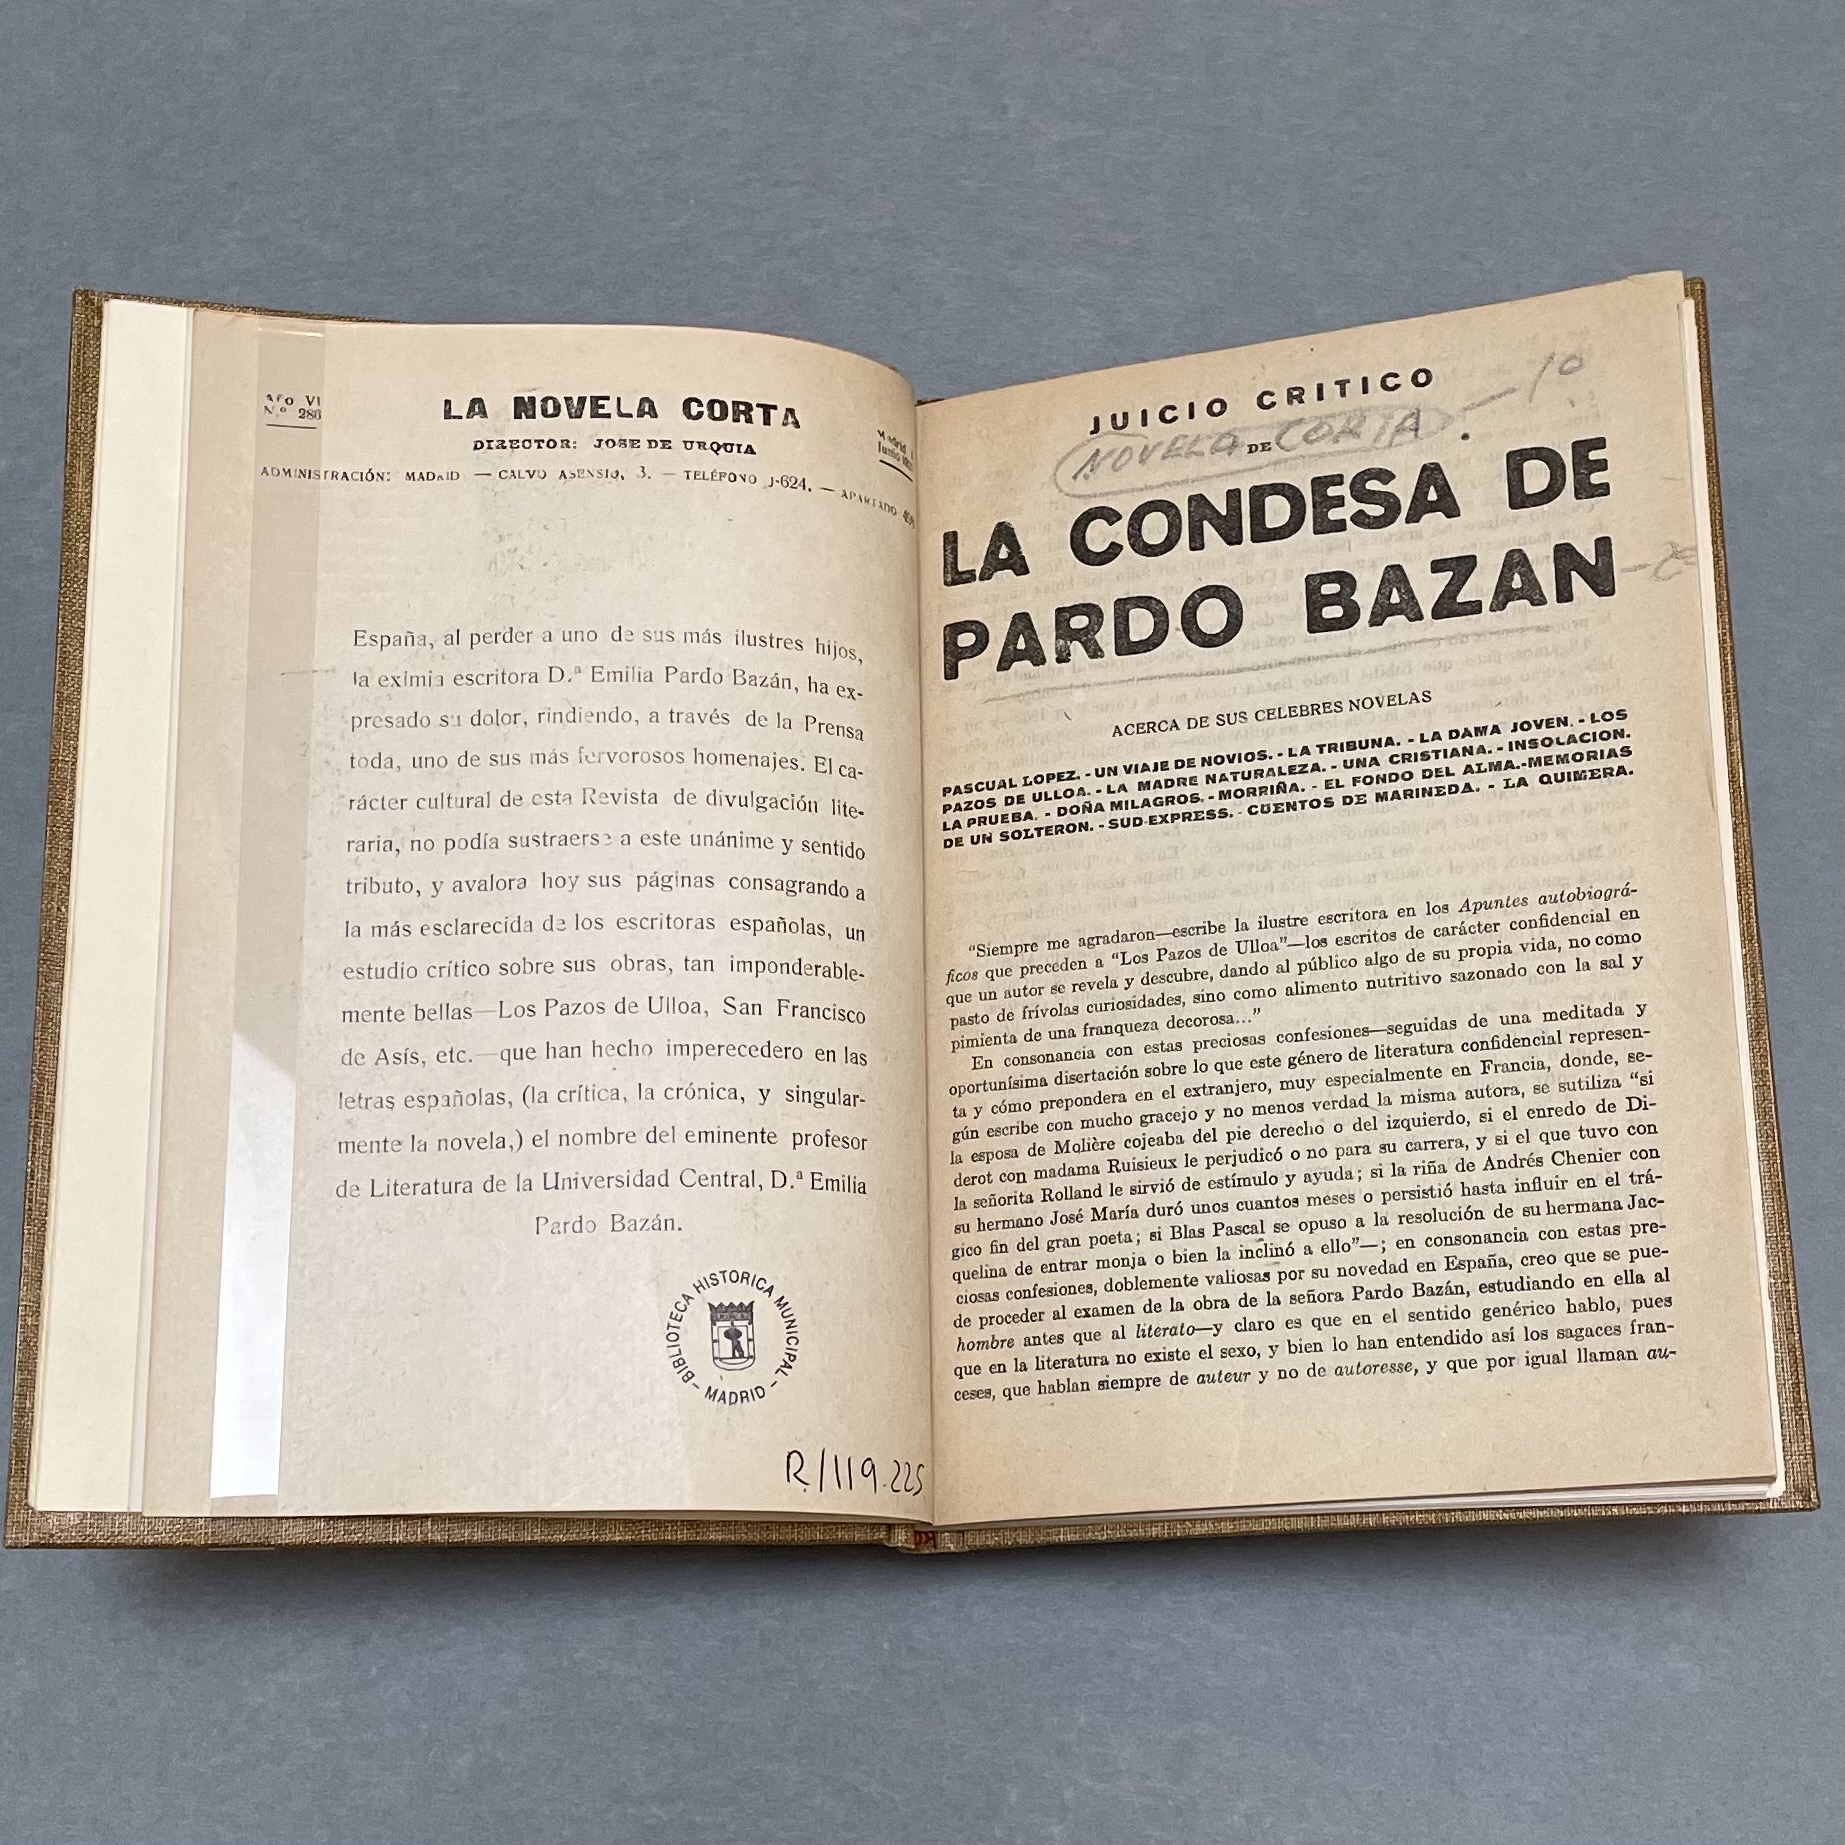 Año VI
N.º 286
LA NOVELA CORTA
DIRECTOR: JOSE DE URQUIA
Madrid
Junio
ADMINISTRACIÓN: MADRID — CALVO ASENSIO, 3. — TELÉFONO J-624. — APARTADO
España, al perder a uno de sus más ilustres hijos,
la eximia escritora D.ª Emilia Pardo Bazán, ha ex-
presado su dolor, rindiendo, a través de la Prensa
toda, uno de sus más fervorosos homenajes. El ca-
rácter cultural de esta Revista de divulgación lite-
raria, no podía sustraerse a este unánime y sentido
tributo, y avalora hoy sus páginas consagrando a
la más esclarecida de los escritoras españolas, un
estudio crítico sobre sus obras, tan imponderable-
mente bellas—Los Pazos de Ulloa, San Francisco
de Asís, etc.—que han hecho imperecedero en las
letras españolas, (la crítica, la crónica, y singular-
mente la novela,) el nombre del eminente profesor
de Literatura de la Universidad Central, D.ª Emilia
Pardo Bazán.
BIBLIOTECA HISTORICA MUNICIPAL
- MADRID -
R./119.225
JUICIO CRITICO
NOVELA CORTA — 10
DE
LA CONDESA DE
PARDO BAZAN
ACERCA DE SUS CELEBRES NOVELAS
PASCUAL LOPEZ. - UN VIAJE DE NOVIOS. - LA TRIBUNA. - LA DAMA JOVEN. - LOS
PAZOS DE ULLOA. - LA MADRE NATURALEZA. - UNA CRISTIANA. - INSOLACION.
LA PRUEBA. - DOÑA MILAGROS. - MORRIÑA. - EL FONDO DEL ALMA.-MEMORIAS
DE UN SOLTERON. - SUD-EXPRESS. - CUENTOS DE MARINEDA. - LA QUIMERA.
“Siempre me agradaron—escribe la ilustre escritora en los Apuntes autobiográ-
ficos que preceden a “Los Pazos de Ulloa”—los escritos de carácter confidencial en
que un autor se revela y descubre, dando al público algo de su propia vida, no como
pasto de frívolas curiosidades, sino como alimento nutritivo sazonado con la sal y
pimienta de una franqueza decorosa...”
En consonancia con estas preciosas confesiones—seguidas de una meditada y
oportunísima disertación sobre lo que este género de literatura confidencial represen-
ta y cómo prepondera en el extranjero, muy especialmente en Francia, donde, se-
gún escribe con mucho gracejo y no menos verdad la misma autora, se sutiliza “si
la esposa de Molière cojeaba del pie derecho o del izquierdo, si el enredo de Di-
derot con madama Ruisieux le perjudicó o no para su carrera, y si el que tuvo con
la señorita Rolland le sirvió de estímulo y ayuda; si la riña de Andrés Chenier con
su hermano José María duró unos cuantos meses o persistió hasta influir en el trá-
gico fin del gran poeta; si Blas Pascal se opuso a la resolución de su hermana Jac-
quelina de entrar monja o bien la inclinó a ello”—; en consonancia con estas pre-
ciosas confesiones, doblemente valiosas por su novedad en España, creo que se pue-
de proceder al examen de la obra de la señora Pardo Bazán, estudiando en ella al
hombre antes que al literato—y claro es que en el sentido genérico hablo, pues
que en la literatura no existe el sexo, y bien lo han entendido así los sagaces fran-
ceses, que hablan siempre de auteur y no de autoresse, y que por igual llaman au-